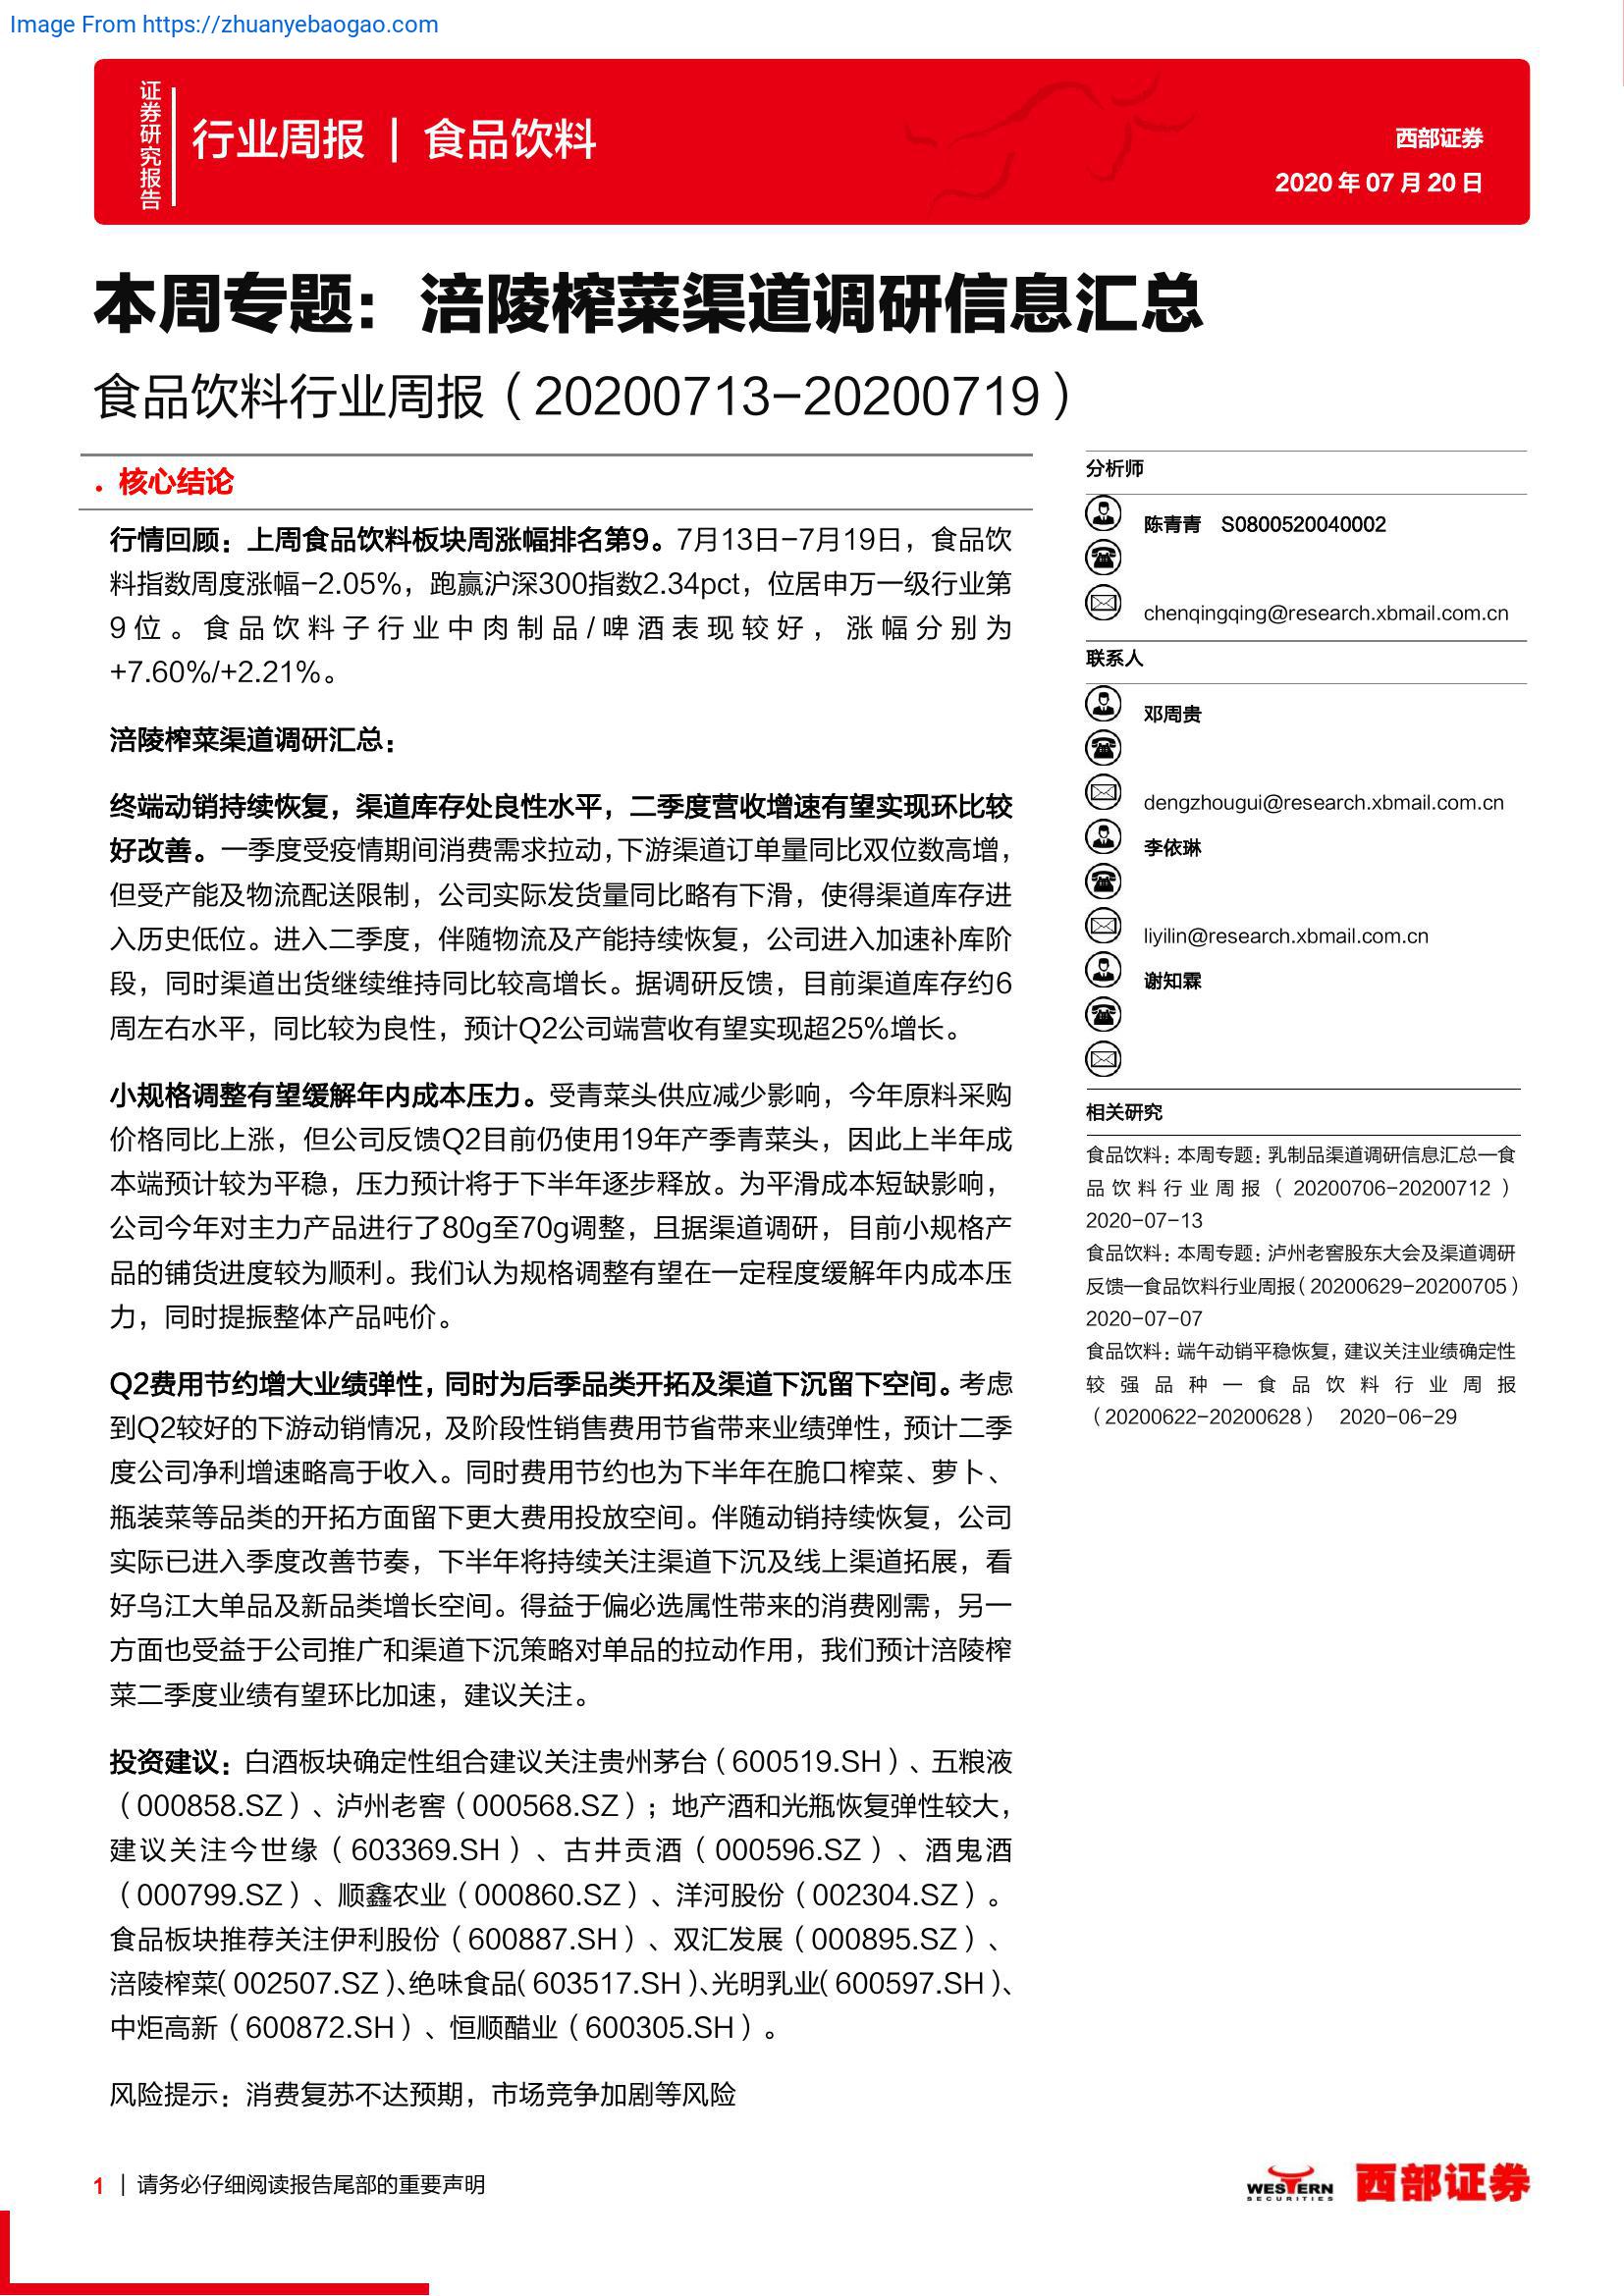 Image From https://zhuanyebaogao.com
证券研究报告
行业周报 | 食品饮料
西部证券
2020 年 07 月 20 日
本周专题：涪陵榨菜渠道调研信息汇总
食品饮料行业周报（20200713-20200719）
• 核心结论
行情回顾：上周食品饮料板块周涨幅排名第9。7月13日-7月19日，食品饮
料指数周度涨幅-2.05%，跑赢沪深300指数2.34pct，位居申万一级行业第
9位。食品饮料子行业中肉制品/啤酒表现较好，涨幅分别为
+7.60%/+2.21%。
涪陵榨菜渠道调研汇总：
终端动销持续恢复，渠道库存处良性水平，二季度营收增速有望实现环比较
好改善。一季度受疫情期间消费需求拉动，下游渠道订单量同比双位数高增，
但受产能及物流配送限制，公司实际发货量同比略有下滑，使得渠道库存进
入历史低位。进入二季度，伴随物流及产能持续恢复，公司进入加速补库阶
段，同时渠道出货继续维持同比较高增长。据调研反馈，目前渠道库存约6
周左右水平，同比较为良性，预计Q2公司端营收有望实现超25%增长。
小规格调整有望缓解年内成本压力。受青菜头供应减少影响，今年原料采购
价格同比上涨，但公司反馈Q2目前仍使用19年产季青菜头，因此上半年成
本端预计较为平稳，压力预计将于下半年逐步释放。为平滑成本短缺影响，
公司今年对主力产品进行了80g至70g调整，且据渠道调研，目前小规格产
品的铺货进度较为顺利。我们认为规格调整有望在一定程度缓解年内成本压
力，同时提振整体产品吨价。
Q2费用节约增大业绩弹性，同时为后季品类开拓及渠道下沉留下空间。考虑
到Q2较好的下游动销情况，及阶段性销售费用节省带来业绩弹性，预计二季
度公司净利增速略高于收入。同时费用节约也为下半年在脆口榨菜、萝卜、
瓶装菜等品类的开拓方面留下更大费用投放空间。伴随动销持续恢复，公司
实际已进入季度改善节奏，下半年将持续关注渠道下沉及线上渠道拓展，看
好乌江大单品及新品类增长空间。得益于偏必选属性带来的消费刚需，另一
方面也受益于公司推广和渠道下沉策略对单品的拉动作用，我们预计涪陵榨
菜二季度业绩有望环比加速，建议关注。
投资建议：白酒板块确定性组合建议关注贵州茅台（600519.SH）、五粮液
（000858.SZ）、泸州老窖（000568.SZ）；地产酒和光瓶恢复弹性较大，
建议关注今世缘（603369.SH）、古井贡酒（000596.SZ）、酒鬼酒
（000799.SZ）、顺鑫农业（000860.SZ）、洋河股份（002304.SZ）。
食品板块推荐关注伊利股份（600887.SH）、双汇发展（000895.SZ）、
涪陵榨菜（002507.SZ）、绝味食品（603517.SH）、光明乳业（600597.SH）、
中炬高新（600872.SH）、恒顺醋业（600305.SH）。
风险提示：消费复苏不达预期，市场竞争加剧等风险
分析师
陈青青 S0800520040002
chenqingqing@research.xbmail.com.cn
联系人
邓周贵
dengzhougui@research.xbmail.com.cn
李依琳
liyilin@research.xbmail.com.cn
谢知霖
相关研究
食品饮料：本周专题：乳制品渠道调研信息汇总—食
品饮料行业周报（20200706-20200712）
2020-07-13
食品饮料：本周专题：泸州老窖股东大会及渠道调研
反馈—食品饮料行业周报（20200629-20200705）
2020-07-07
食品饮料：端午动销平稳恢复，建议关注业绩确定性
较强品种—食品饮料行业周报
（20200622-20200628） 2020-06-29
1 | 请务必仔细阅读报告尾部的重要声明
WESTERN
SECURITIES
西部证券